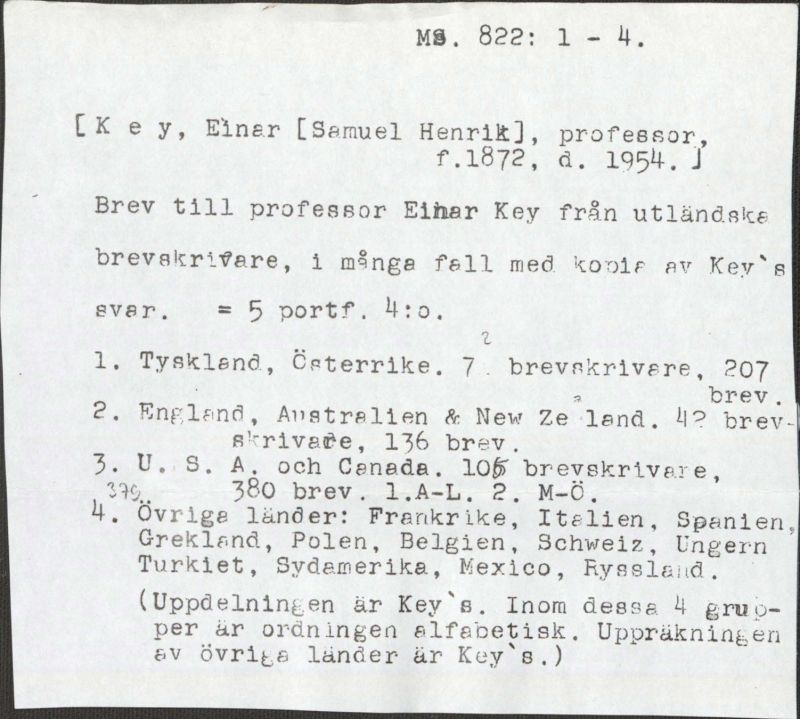 Ms. 822: 1 - 4.
[K e y, Einar [Samuel Henrik], professor,
f.1872, d. 1954.]
Brev till professor Einar Key från utländska
brevskrivare, i många fall med kopia av Key`s
svar. = 5 portf. 4:o.
1. Tyskland, Österrike. 72 brevskrivare, 207
brev.
2. England, Australien & New Zealand. 42 brev-
skrivare, 136 brev.
3. U. S. A. och Canada. 105 brevskrivare,
379 380 brev. 1.A-L. 2. M-Ö.
4. Övriga länder: Frankrike, Italien, Spanien,
Grekland, Polen, Belgien, Schweiz, Ungern
Turkiet, Sydamerika, Mexico, Ryssland.
(Uppdelningen är Key`s. Inom dessa 4 grup-
per är ordningen alfabetisk. Uppräkningen
av övriga länder är Key`s.)